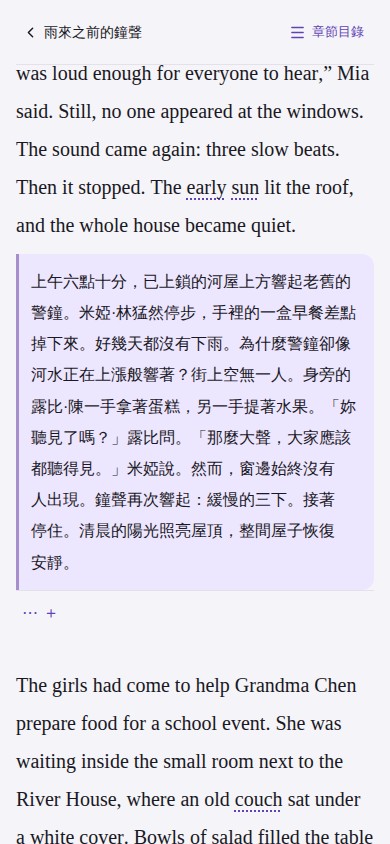 雨來之前的鐘聲
章節目錄
was loud enough for everyone to hear,” Mia
said. Still, no one appeared at the windows.
The sound came again: three slow beats.
Then it stopped. The early sun lit the roof,
and the whole house became quiet.
上午六點十分，已上鎖的河屋上方響起老舊的
警鐘。米婭·林猛然停步，手裡的一盒早餐差點
掉下來。好幾天都沒有下雨。為什麼警鐘卻像
河水正在上漲般響著？街上空無一人。身旁的
露比·陳一手拿著蛋糕，另一手提著水果。「妳
聽見了嗎？」露比問。「那麼大聲，大家應該
都聽得見。」米婭說。然而，窗邊始終沒有
人出現。鐘聲再次響起：緩慢的三下。接著
停住。清晨的陽光照亮屋頂，整間屋子恢復
安靜。
⋯ +
The girls had come to help Grandma Chen
prepare food for a school event. She was
waiting inside the small room next to the
River House, where an old couch sat under
a white cover. Bowls of salad filled the table